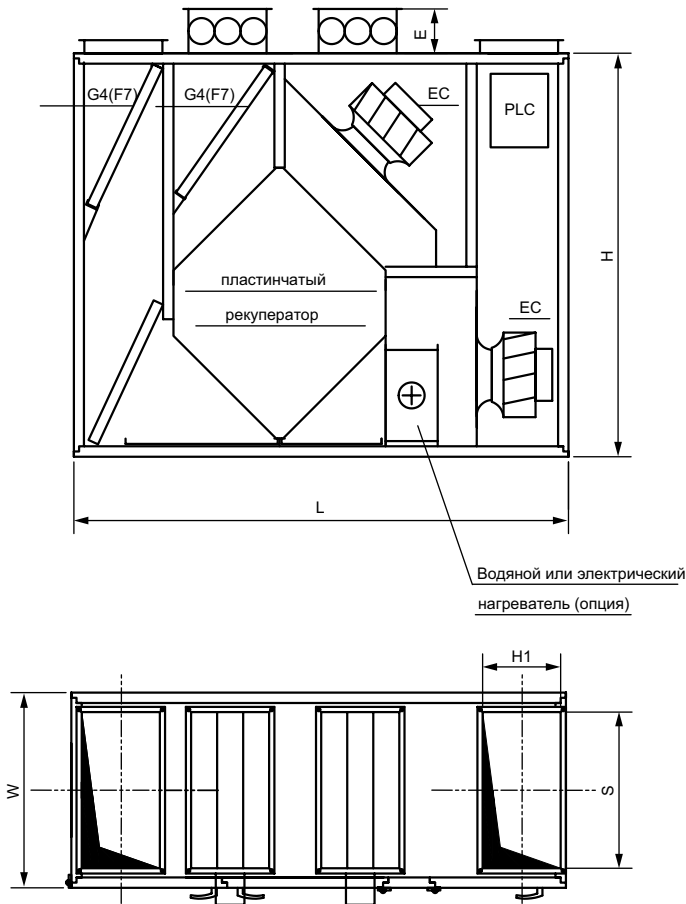 E
G4(F7)
G4(F7)
EC
PLC
H
пластинчатый
рекуператор
EC
L
Водяной или электрический
нагреватель (опция)
H1
W
S